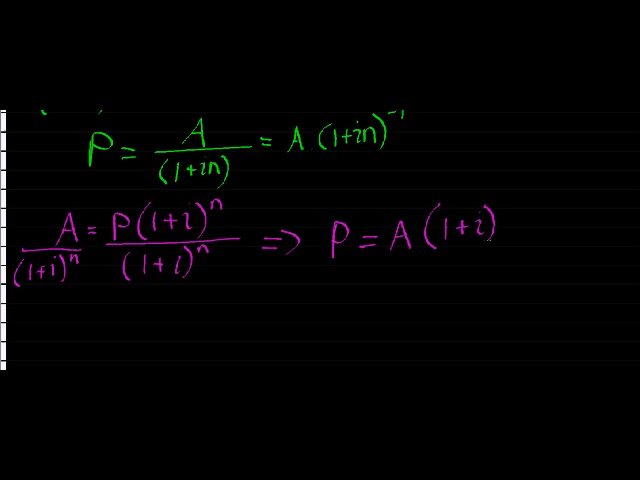 P = A/(1+in) = A (1+in)^-1
A/(1+i)^n = P(1+i)^n/(1+i)^n => P = A (1+i)